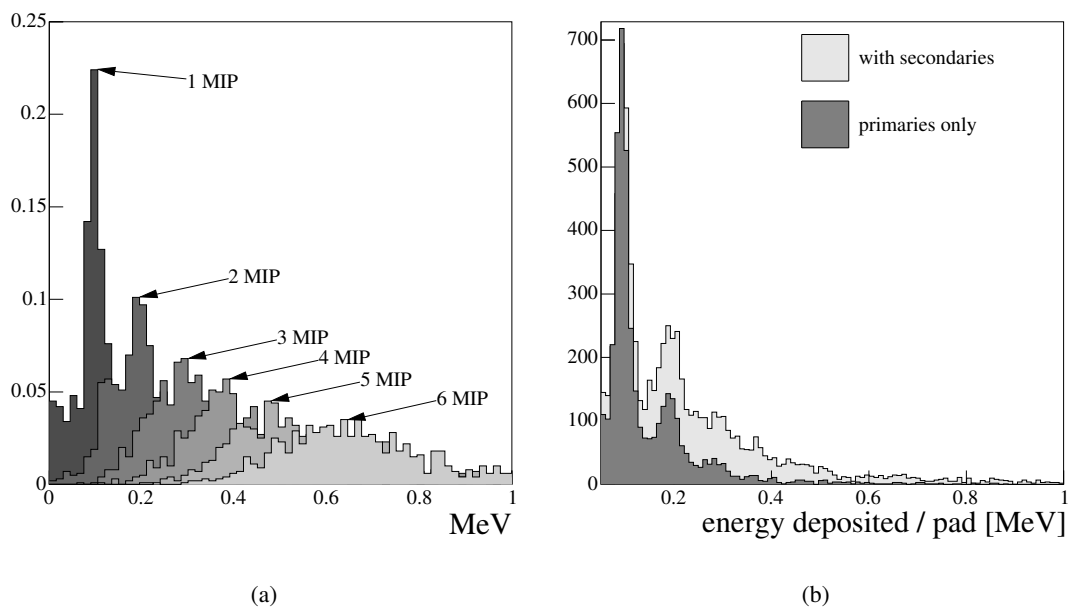 0.25
0.2
0.15
0.1
0.05
0
0 0.2 0.4 0.6 0.8 1
MeV
1 MIP
2 MIP
3 MIP
4 MIP
5 MIP
6 MIP
(a)
700
600
500
400
300
200
100
0
0.2 0.4 0.6 0.8 1
energy deposited / pad [MeV]
with secondaries
primaries only
(b)